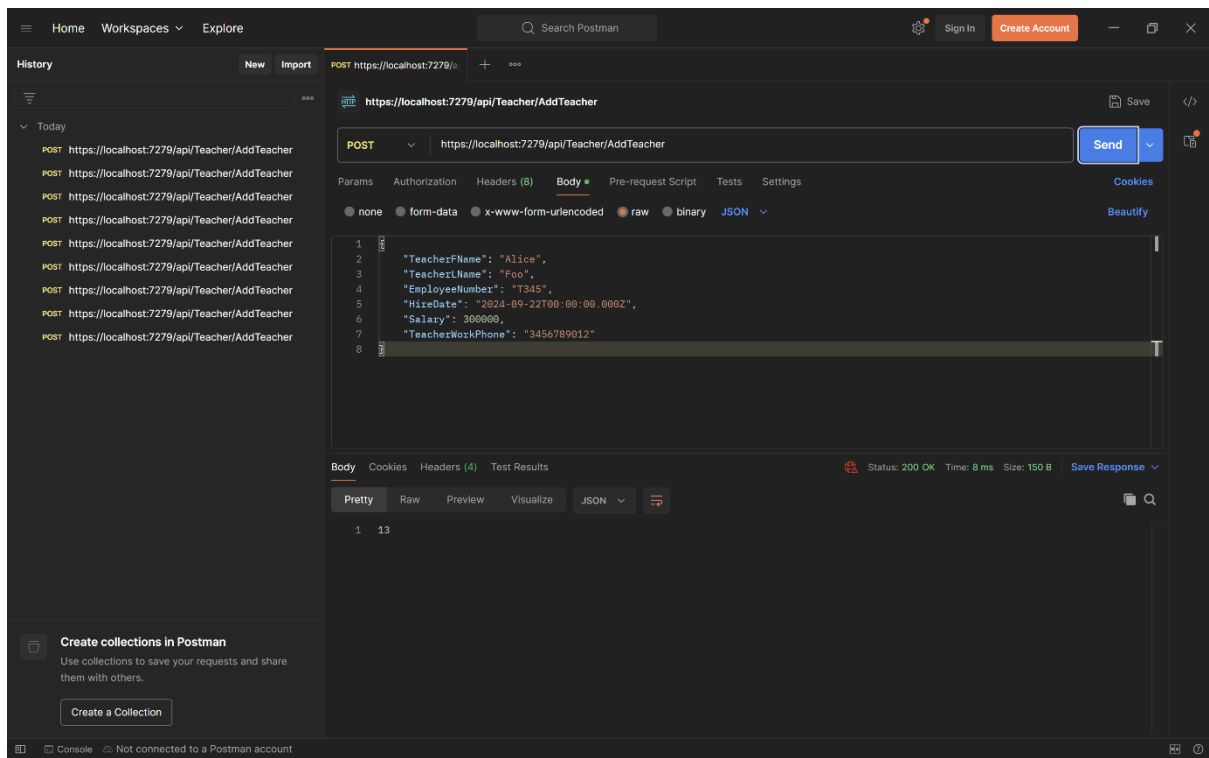 Home Workspaces Explore Search Postman Sign In Create Account
History New Import POST https://localhost:7279/a
HTTP https://localhost:7279/api/Teacher/AddTeacher Save
Today
POST https://localhost:7279/api/Teacher/AddTeacher
POST https://localhost:7279/api/Teacher/AddTeacher
POST https://localhost:7279/api/Teacher/AddTeacher
POST https://localhost:7279/api/Teacher/AddTeacher
POST https://localhost:7279/api/Teacher/AddTeacher
POST https://localhost:7279/api/Teacher/AddTeacher
POST https://localhost:7279/api/Teacher/AddTeacher
POST https://localhost:7279/api/Teacher/AddTeacher
POST https://localhost:7279/api/Teacher/AddTeacher
POST https://localhost:7279/api/Teacher/AddTeacher Send
Params Authorization Headers (8) Body Pre-request Script Tests Settings Cookies
none form-data x-www-form-urlencoded raw binary JSON Beautify
1 {
2 "TeacherFName": "Alice",
3 "TeacherLName": "Foo",
4 "EmployeeNumber": "T345",
5 "HireDate": "2024-09-22T00:00:00.000Z",
6 "Salary": 300000,
7 "TeacherWorkPhone": "3456789012"
8 }
Body Cookies Headers (4) Test Results Status: 200 OK Time: 8 ms Size: 150 B Save Response
Pretty Raw Preview Visualize JSON
1 13
Create collections in Postman
Use collections to save your requests and share
them with others.
Create a Collection
Console Not connected to a Postman account